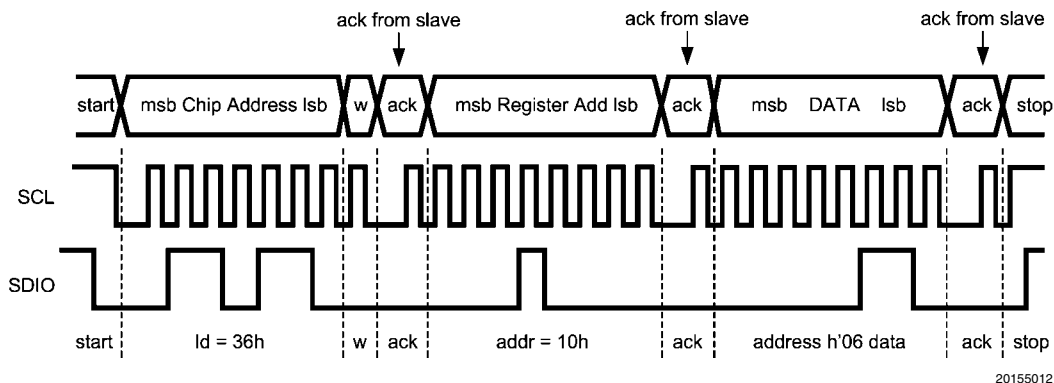 ack from slave ack from slave ack from slave
start msb Chip Address lsb w ack msb Register Add lsb ack msb DATA lsb ack stop
SCL
SDIO
start Id = 36h w ack addr = 10h ack address h'06 data ack stop
20155012